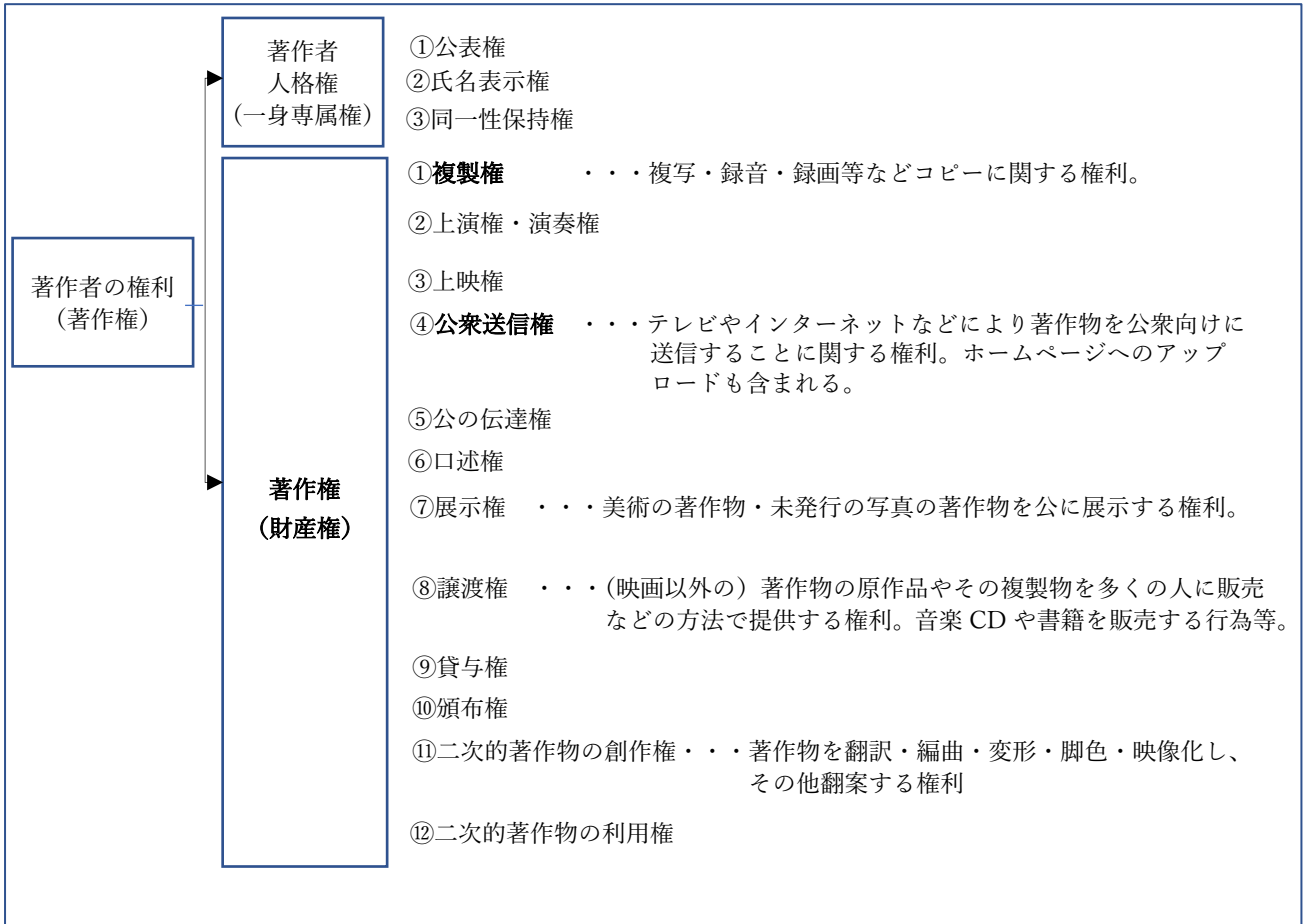 著作者の権利
（著作権）
著作者
人格権
（一身専属権）
①公表権
②氏名表示権
③同一性保持権
著作権
（財産権）
①複製権　　・・・複写・録音・録画等などコピーに関する権利。
②上演権・演奏権
③上映権
④公衆送信権　・・・テレビやインターネットなどにより著作物を公衆向けに
送信することに関する権利。ホームページへのアップ
ロードも含まれる。
⑤公の伝達権
⑥口述権
⑦展示権　・・・美術の著作物・未発行の写真の著作物を公に展示する権利。
⑧譲渡権　・・・(映画以外の）著作物の原作品やその複製物を多くの人に販売
などの方法で提供する権利。音楽 CD や書籍を販売する行為等。
⑨貸与権
⑩頒布権
⑪二次的著作物の創作権・・・著作物を翻訳・編曲・変形・脚色・映像化し、
その他翻案する権利
⑫二次的著作物の利用権